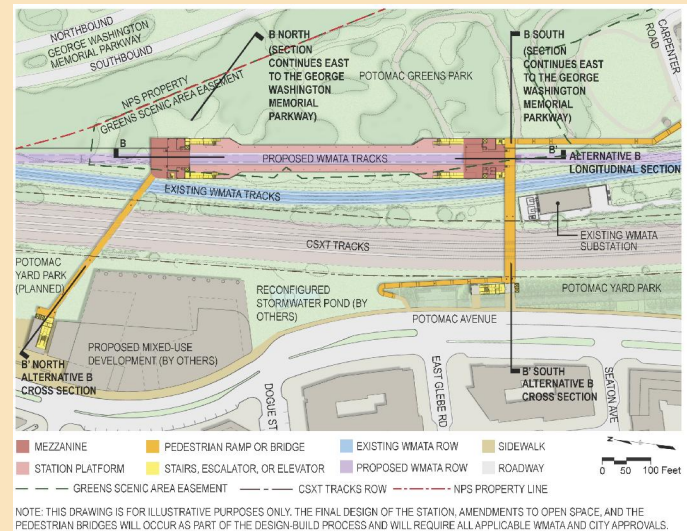 NORTHBOUND
GEORGE WASHINGTON
MEMORIAL PARKWAY
SOUTHBOUND
NPS PROPERTY
GREENS SCENIC AREA EASEMENT
B NORTH
(SECTION
CONTINUES EAST
TO THE GEORGE
WASHINGTON
MEMORIAL
PARKWAY)
POTOMAC GREENS PARK
B SOUTH
(SECTION
CONTINUES EAST
TO THE GEORGE
WASHINGTON
MEMORIAL
PARKWAY)
CARPENTER
ROAD
B
PROPOSED WMATA TRACKS
B'
ALTERNATIVE B
LONGITUDINAL SECTION
EXISTING WMATA TRACKS
CSXT TRACKS
EXISTING WMATA
SUBSTATION
POTOMAC
YARD PARK
(PLANNED)
RECONFIGURED
STORMWATER POND (BY
OTHERS)
POTOMAC YARD PARK
POTOMAC AVENUE
PROPOSED MIXED-USE
DEVELOPMENT (BY OTHERS)
B' NORTH
ALTERNATIVE B
CROSS SECTION
DOGUE ST
EAST GLEBE RD
B' SOUTH
ALTERNATIVE B
CROSS SECTION
SEATON AVE
MEZZANINE
PEDESTRIAN RAMP OR BRIDGE
EXISTING WMATA ROW
SIDEWALK
STATION PLATFORM
STAIRS, ESCALATOR, OR ELEVATOR
PROPOSED WMATA ROW
ROADWAY
0 50 100 Feet
GREENS SCENIC AREA EASEMENT
CSXT TRACKS ROW
NPS PROPERTY LINE
NOTE: THIS DRAWING IS FOR ILLUSTRATIVE PURPOSES ONLY. THE FINAL DESIGN OF THE STATION, AMENDMENTS TO OPEN SPACE, AND THE
PEDESTRIAN BRIDGES WILL OCCUR AS PART OF THE DESIGN-BUILD PROCESS AND WILL REQUIRE ALL APPLICABLE WMATA AND CITY APPROVALS.